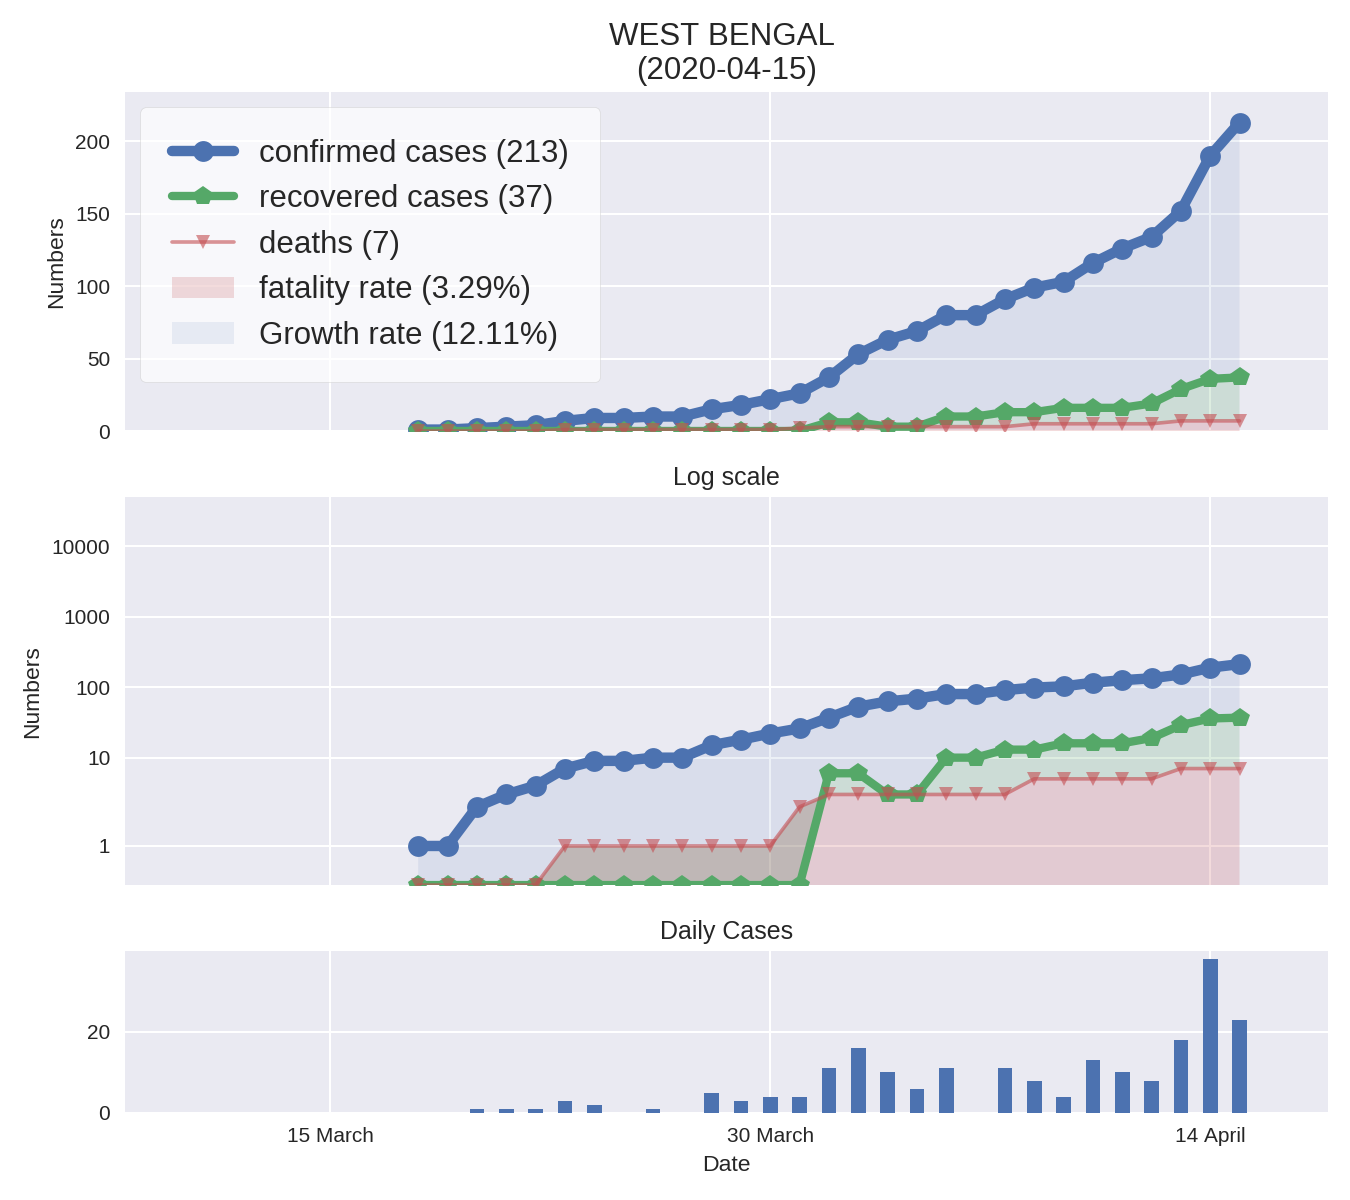 WEST BENGAL
(2020-04-15)
200
150
100
50
0
Numbers
confirmed cases (213)
recovered cases (37)
deaths (7)
fatality rate (3.29%)
Growth rate (12.11%)
Log scale
10000
1000
100
10
1
Numbers
Daily Cases
20
0
15 March
30 March
14 April
Date